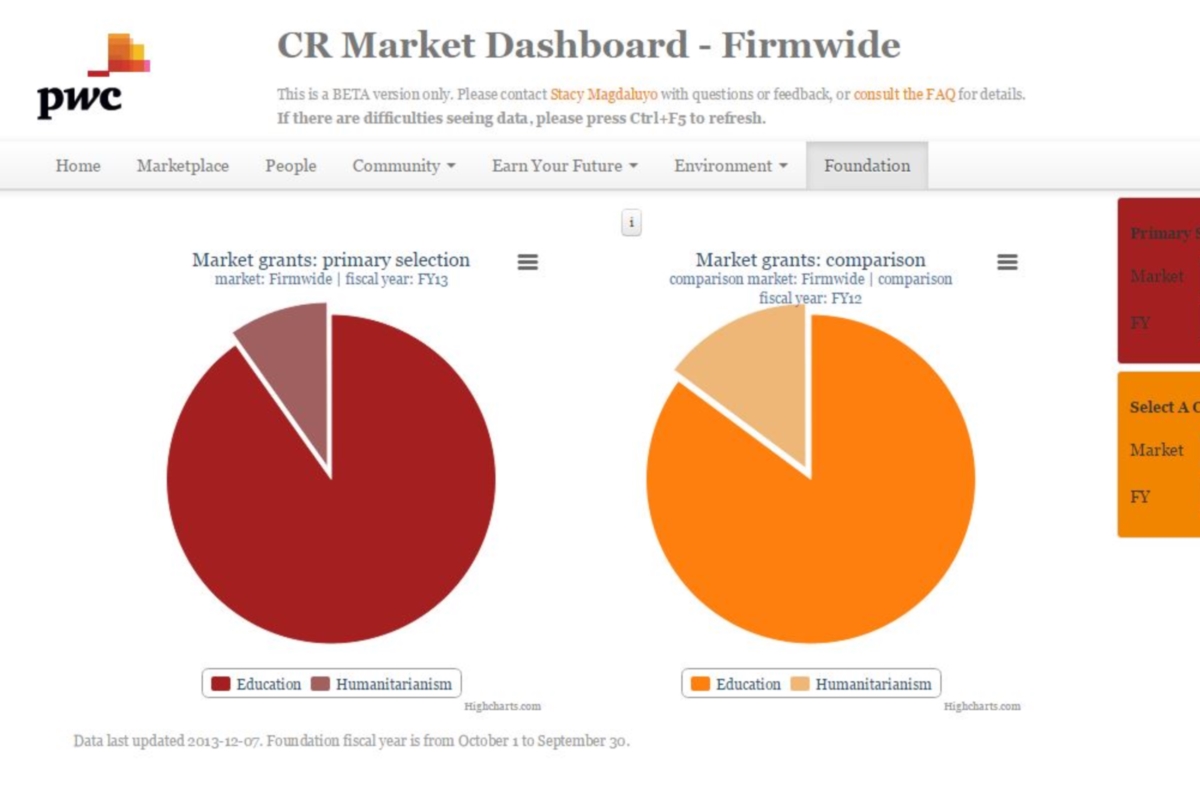 pwc
CR Market Dashboard - Firmwide
This is a BETA version only. Please contact Stacy Magdaluyo with questions or feedback, or consult the FAQ for details.
If there are difficulties seeing data, please press Ctrl+F5 to refresh.
Home Marketplace People Community Earn Your Future Environment Foundation
i
Market grants: primary selection
market: Firmwide | fiscal year: FY13
Education Humanitarianism
Highcharts.com
Market grants: comparison
comparison market: Firmwide | comparison
fiscal year: FY12
Education Humanitarianism
Highcharts.com
Primary
Market
FY
Select A
Market
FY
Data last updated 2013-12-07. Foundation fiscal year is from October 1 to September 30.